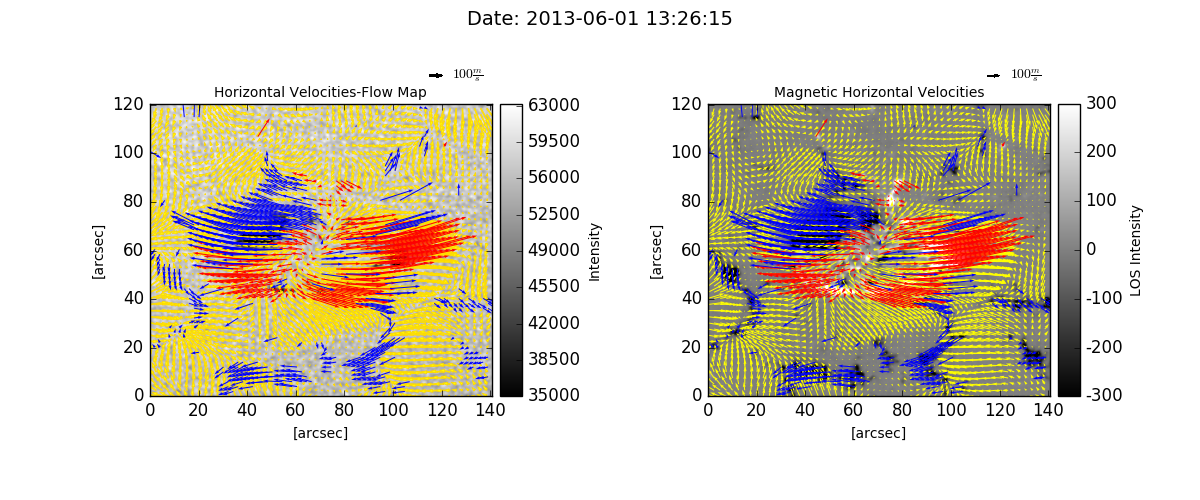 Date: 2013-06-01 13:26:15
100 m/s
Horizontal Velocities-Flow Map
120
100
80
60
40
20
0
0 20 40 60 80 100 120 140
[arcsec]
[arcsec]
63000
59500
56000
52500
49000
45500
42000
38500
35000
Intensity
100 m/s
Magnetic Horizontal Velocities
120
100
80
60
40
20
0
0 20 40 60 80 100 120 140
[arcsec]
[arcsec]
300
200
100
0
-100
-200
-300
LOS Intensity